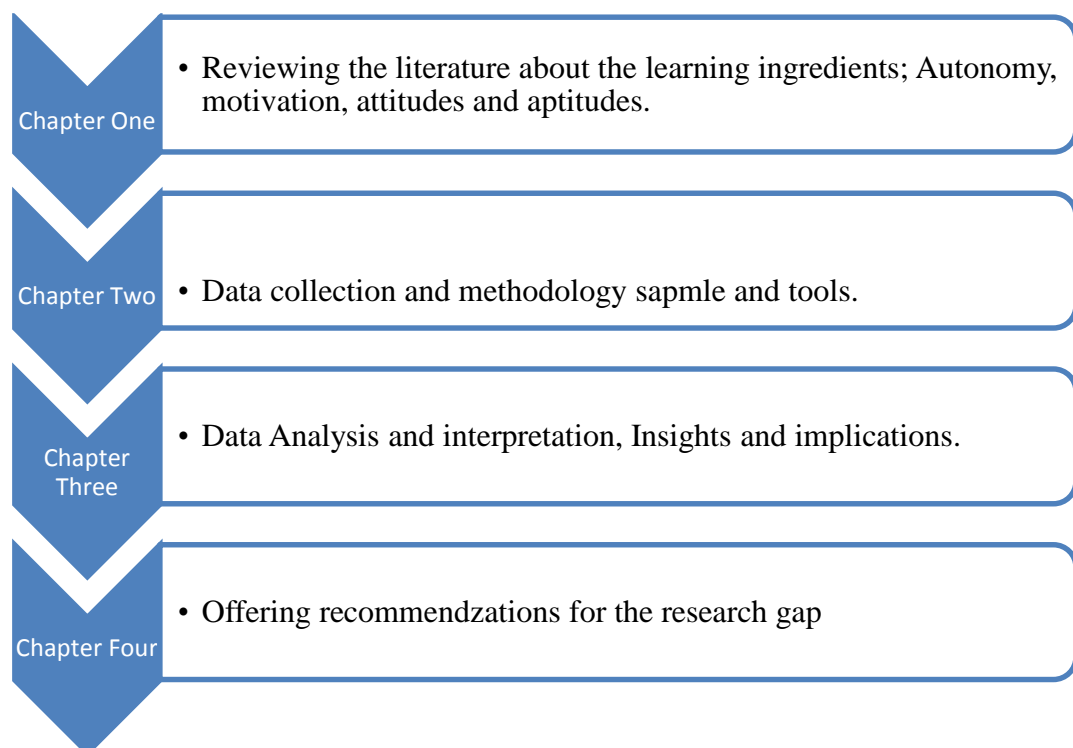 Chapter One
• Reviewing the literature about the learning ingredients; Autonomy,
motivation, attitudes and aptitudes.
Chapter Two
• Data collection and methodology sapmle and tools.
Chapter
Three
• Data Analysis and interpretation, Insights and implications.
Chapter Four
• Offering recommendzations for the research gap